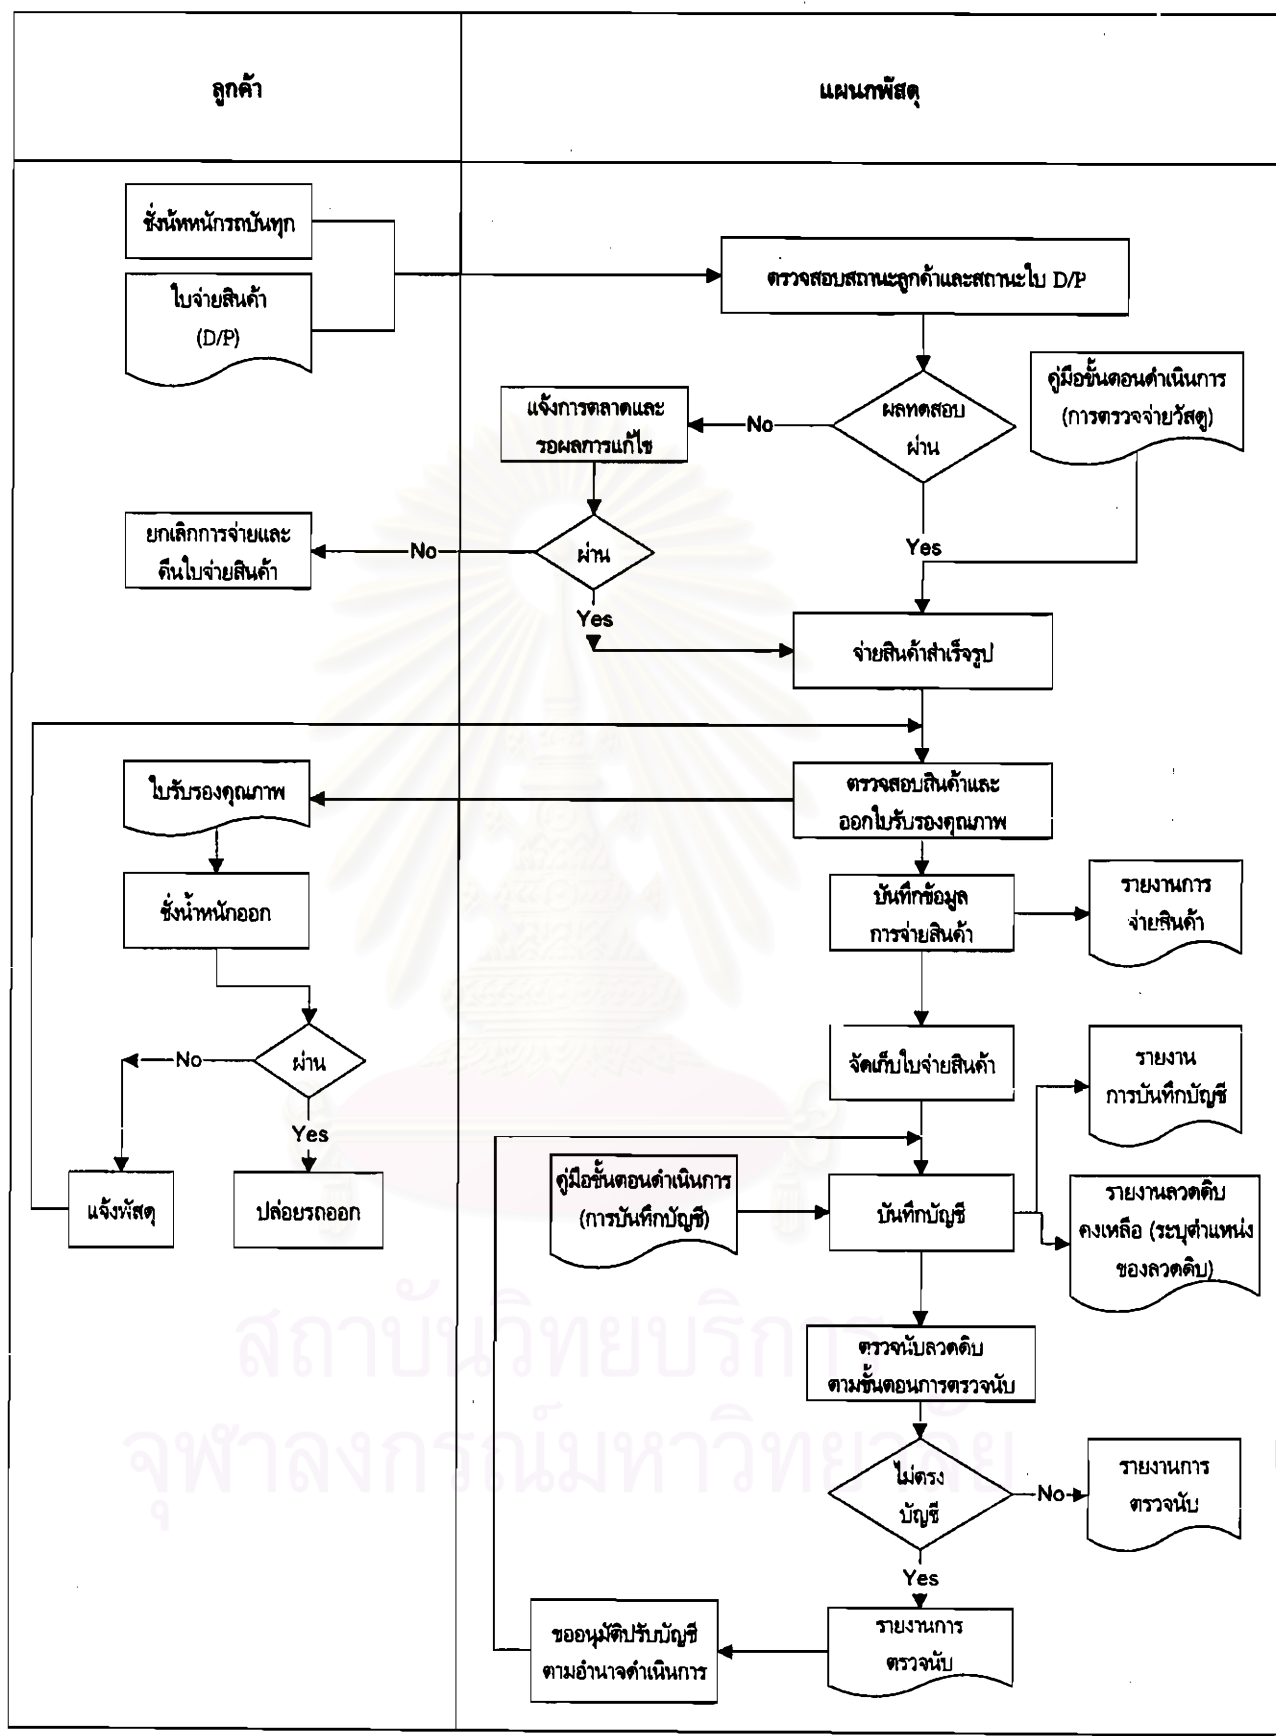 ลูกค้า
แผนกพัสดุ
ชั่งน้ำหนักรถบันทุก
ใบจ่ายสินค้า
(D/P)
ตรวจสอบสถานะลูกค้าและสถานะใบ D/P
คู่มือขั้นตอนดำเนินการ
(การตรวจจ่ายวัสดุ)
แจ้งการตลาดและ
รอผลการแก้ไข
No
ผลทดสอบ
ผ่าน
ยกเลิกการจ่ายและ
คืนใบจ่ายสินค้า
No
ผ่าน
Yes
Yes
จ่ายสินค้าสำเร็จรูป
ใบรับรองคุณภาพ
ตรวจสอบสินค้าและ
ออกใบรับรองคุณภาพ
ชั่งน้ำหนักออก
บันทึกข้อมูล
การจ่ายสินค้า
รายงานการ
จ่ายสินค้า
No
ผ่าน
Yes
จัดเก็บใบจ่ายสินค้า
รายงาน
การบันทึกบัญชี
แจ้งพัสดุ
ปล่อยรถออก
คู่มือขั้นตอนดำเนินการ
(การบันทึกบัญชี)
บันทึกบัญชี
รายงานลวดดิบ
คงเหลือ (ระบุตำแหน่ง
ของลวดดิบ)
ตรวจนับลวดดิบ
ตามขั้นตอนการตรวจนับ
ไม่ตรง
บัญชี
No
รายงานการ
ตรวจนับ
Yes
ขออนุมัติปรับบัญชี
ตามอำนาจดำเนินการ
รายงานการ
ตรวจนับ
สถาบันวิทยบริการ
จุฬาลงกรณ์มหาวิทยาลัย